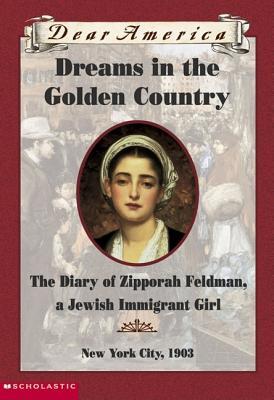 Dear America
Dreams in the
Golden Country
The Diary of Zipporah Feldman,
a Jewish Immigrant Girl
New York City, 1903
SCHOLASTIC